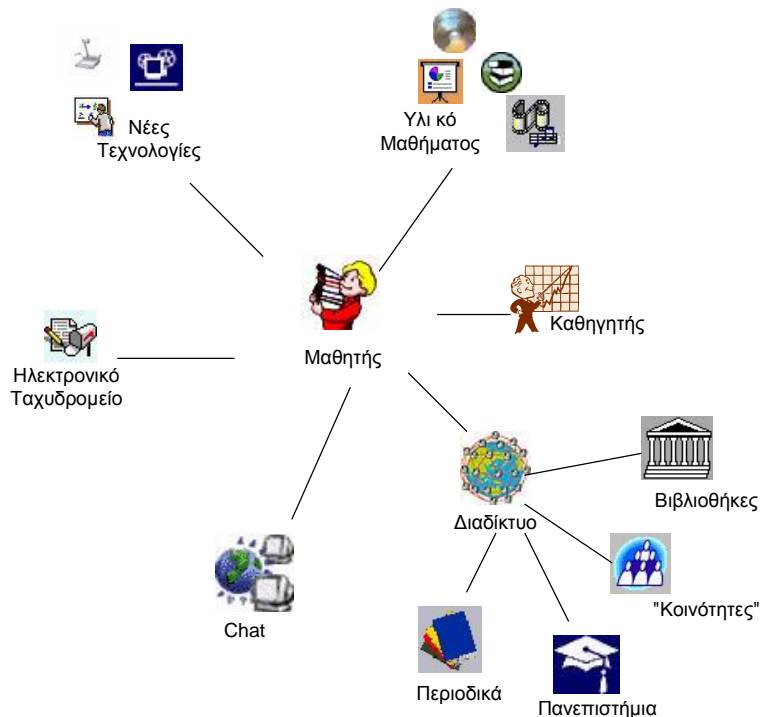 Νέες
Τεχνολογίες
Υλι κό
Μαθήματος
Καθηγητής
Μαθητής
Ηλεκτρονικό
Ταχυδρομείο
Βιβλιοθήκες
Διαδίκτυο
"Κοινότητες"
Chat
Περιοδικά
Πανεπιστήμια